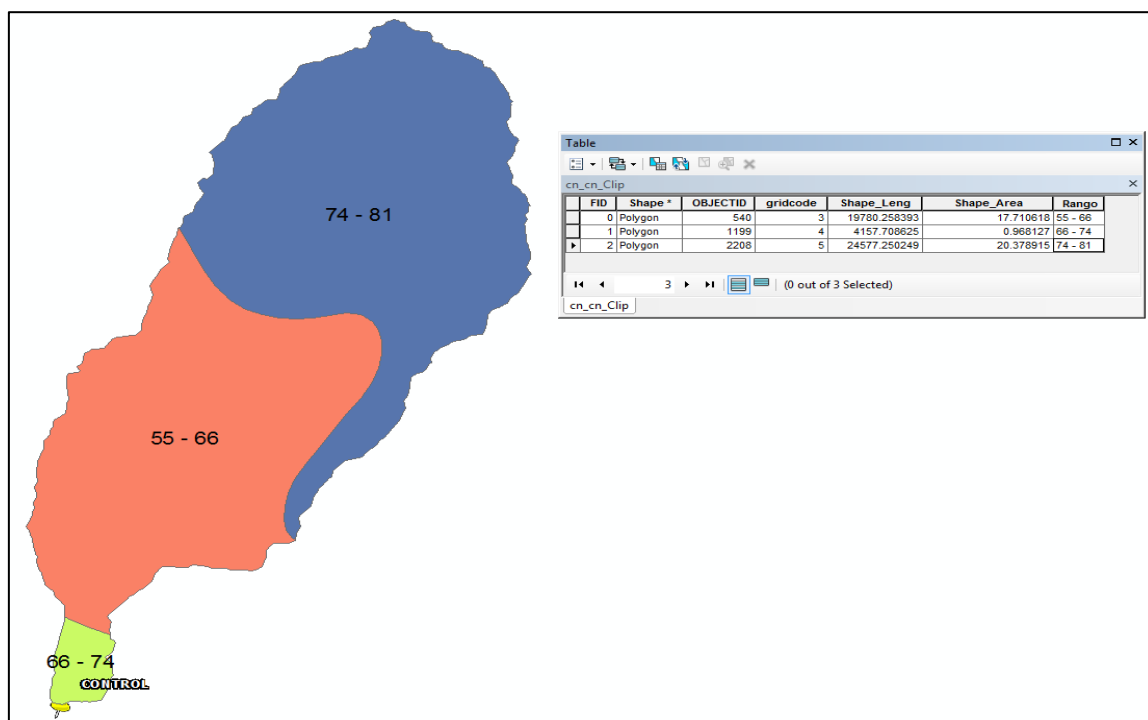 74 - 81
55 - 66
66 - 74
CONTROL
Table
cn_cn_Clip
FID Shape * OBJECTID gridcode Shape_Leng Shape_Area Rango
0 Polygon 540 3 19780.258393 17.710618 55 - 66
1 Polygon 1199 4 4157.708625 0.968127 66 - 74
2 Polygon 2208 5 24577.250249 20.378915 74 - 81
3 (0 out of 3 Selected)
cn_cn_Clip